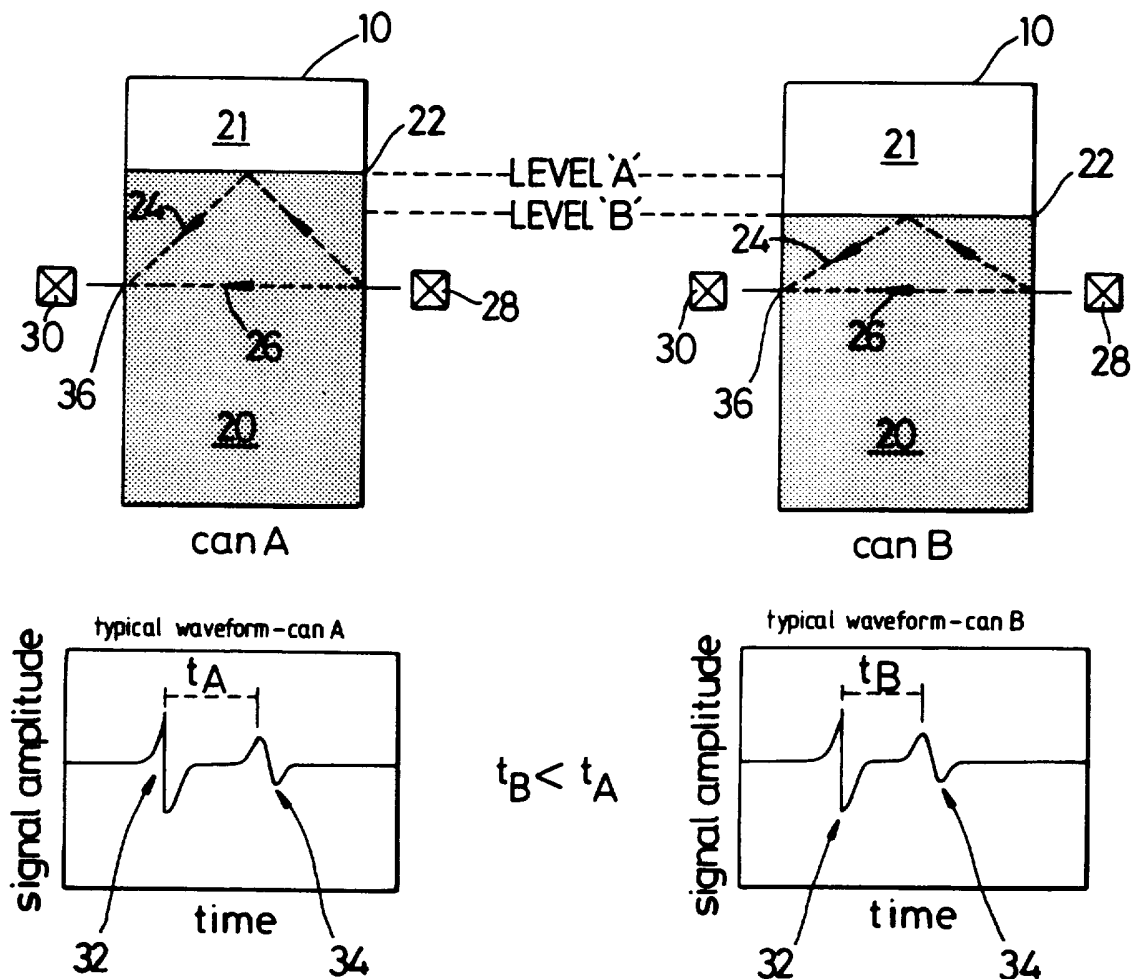 10
10
21
22
21
LEVEL 'A'
22
24
LEVEL 'B'
24
30
26
28
30
26
28
36
36
20
20
can A
can B
typical waveform-can A
typical waveform-can B
signal amplitude
tA
signal amplitude
tB
tB < tA
time
time
32
34
32
34